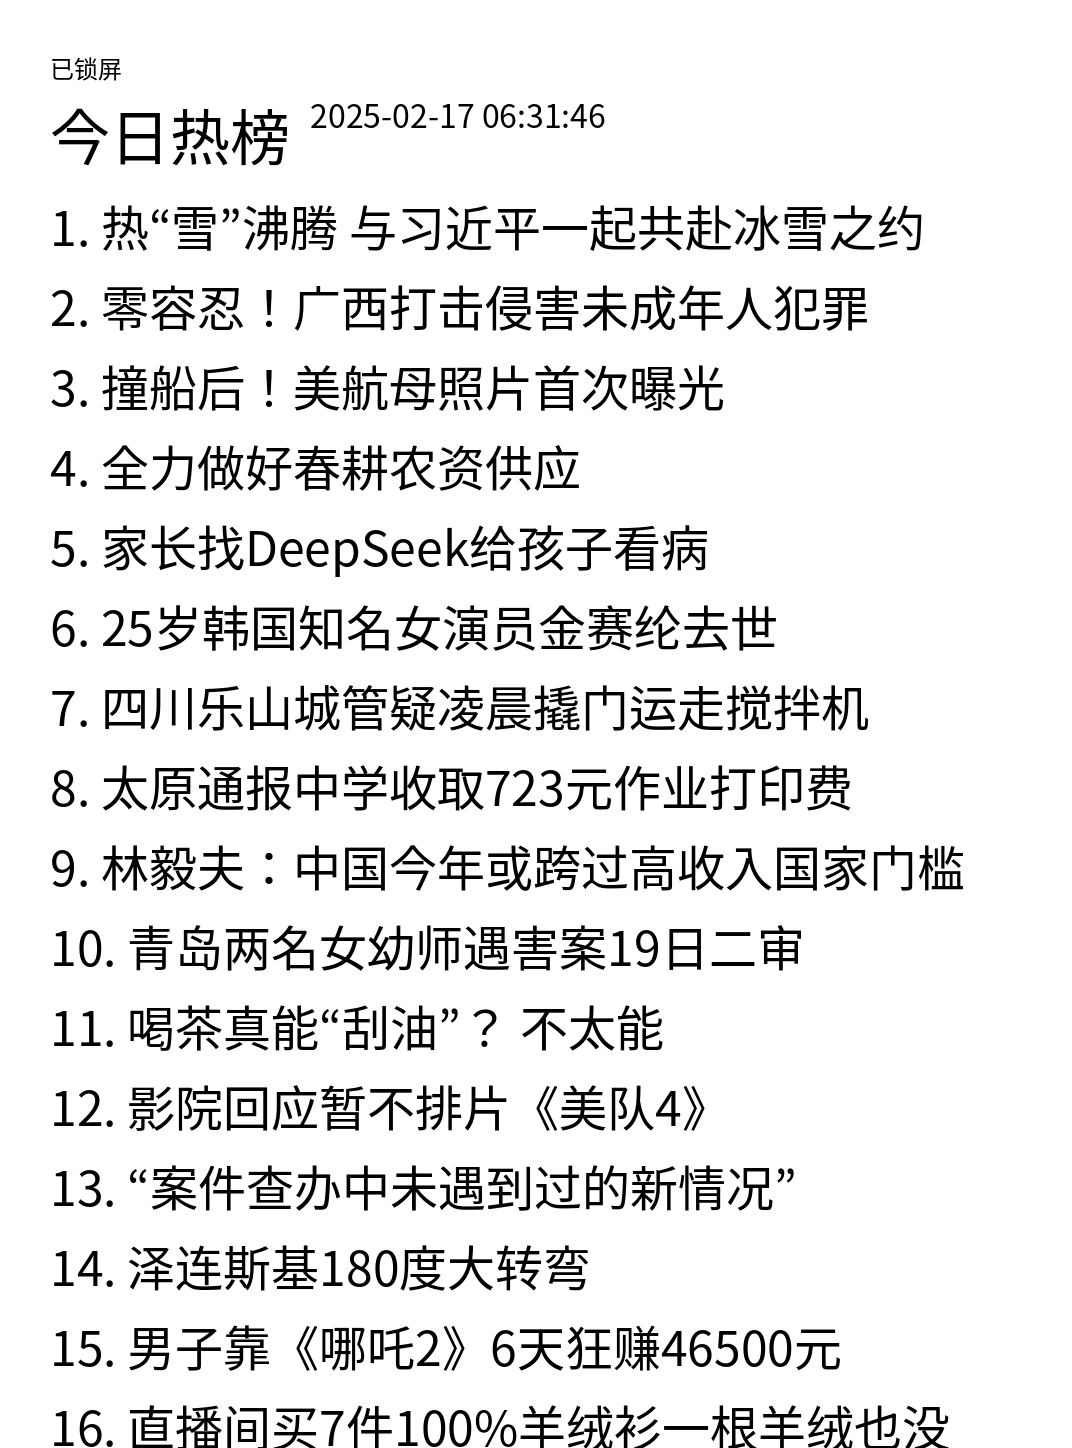 已锁屏
今日热榜 2025-02-17 06:31:46
1. 热“雪”沸腾 与习近平一起共赴冰雪之约
2. 零容忍！广西打击侵害未成年人犯罪
3. 撞船后！美航母照片首次曝光
4. 全力做好春耕农资供应
5. 家长找DeepSeek给孩子看病
6. 25岁韩国知名女演员金赛纶去世
7. 四川乐山城管疑凌晨撬门运走搅拌机
8. 太原通报中学收取723元作业打印费
9. 林毅夫：中国今年或跨过高收入国家门槛
10. 青岛两名女幼师遇害案19日二审
11. 喝茶真能“刮油”？ 不太能
12. 影院回应暂不排片《美队4》
13. “案件查办中未遇到过的新情况”
14. 泽连斯基180度大转弯
15. 男子靠《哪吒2》6天狂赚46500元
16. 直播间买7件100%羊绒衫一根羊绒也没